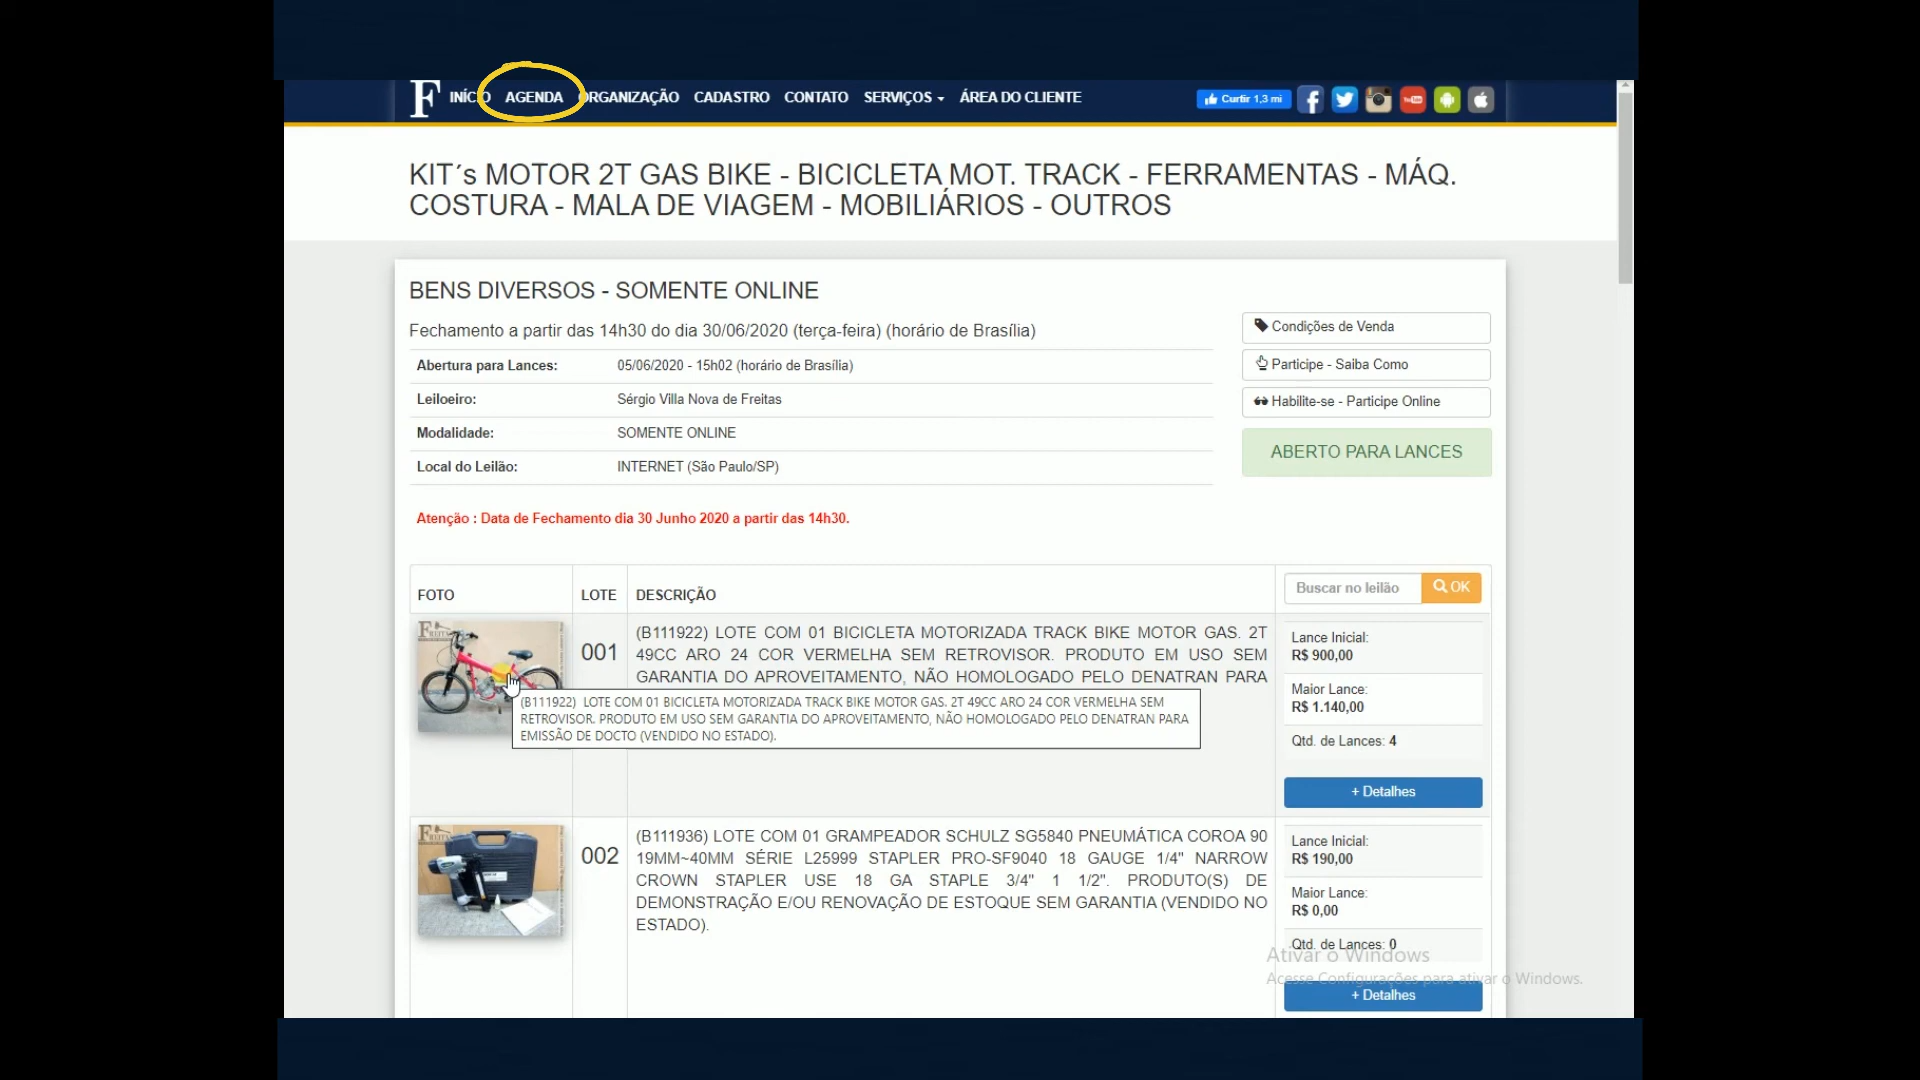 F INÍCIO AGENDA ORGANIZAÇÃO CADASTRO CONTATO SERVIÇOS ÁREA DO CLIENTE Curtir 1,3 mi
KIT´s MOTOR 2T GAS BIKE - BICICLETA MOT. TRACK - FERRAMENTAS - MÁQ.
COSTURA - MALA DE VIAGEM - MOBILIÁRIOS - OUTROS
BENS DIVERSOS - SOMENTE ONLINE
Fechamento a partir das 14h30 do dia 30/06/2020 (terça-feira) (horário de Brasília)
Abertura para Lances: 05/06/2020 - 15h02 (horário de Brasília)
Leiloeiro: Sérgio Villa Nova de Freitas
Modalidade: SOMENTE ONLINE
Local do Leilão: INTERNET (São Paulo/SP)
Condições de Venda
Participe - Saiba Como
Habilite-se - Participe Online
ABERTO PARA LANCES
Atenção : Data de Fechamento dia 30 Junho 2020 a partir das 14h30.
FOTO LOTE DESCRIÇÃO Buscar no leilão OK
001
(B111922) LOTE COM 01 BICICLETA MOTORIZADA TRACK BIKE MOTOR GAS. 2T
49CC ARO 24 COR VERMELHA SEM RETROVISOR. PRODUTO EM USO SEM
GARANTIA DO APROVEITAMENTO, NÃO HOMOLOGADO PELO DENATRAN PARA
(B111922) LOTE COM 01 BICICLETA MOTORIZADA TRACK BIKE MOTOR GAS. 2T 49CC ARO 24 COR VERMELHA SEM
RETROVISOR. PRODUTO EM USO SEM GARANTIA DO APROVEITAMENTO, NÃO HOMOLOGADO PELO DENATRAN PARA
EMISSÃO DE DOCTO (VENDIDO NO ESTADO).
Lance Inicial:
R$ 900,00
Maior Lance:
R$ 1.140,00
Qtd. de Lances: 4
+ Detalhes
002
(B111936) LOTE COM 01 GRAMPEADOR SCHULZ SG5840 PNEUMÁTICA COROA 90
19MM~40MM SÉRIE L25999 STAPLER PRO-SF9040 18 GAUGE 1/4" NARROW
CROWN STAPLER USE 18 GA STAPLE 3/4" 1 1/2". PRODUTO(S) DE
DEMONSTRAÇÃO E/OU RENOVAÇÃO DE ESTOQUE SEM GARANTIA (VENDIDO NO
ESTADO).
Lance Inicial:
R$ 190,00
Maior Lance:
R$ 0,00
Qtd. de Lances: 0
Ativar o Windows
Acesse Configurações para ativar o Windows.
+ Detalhes